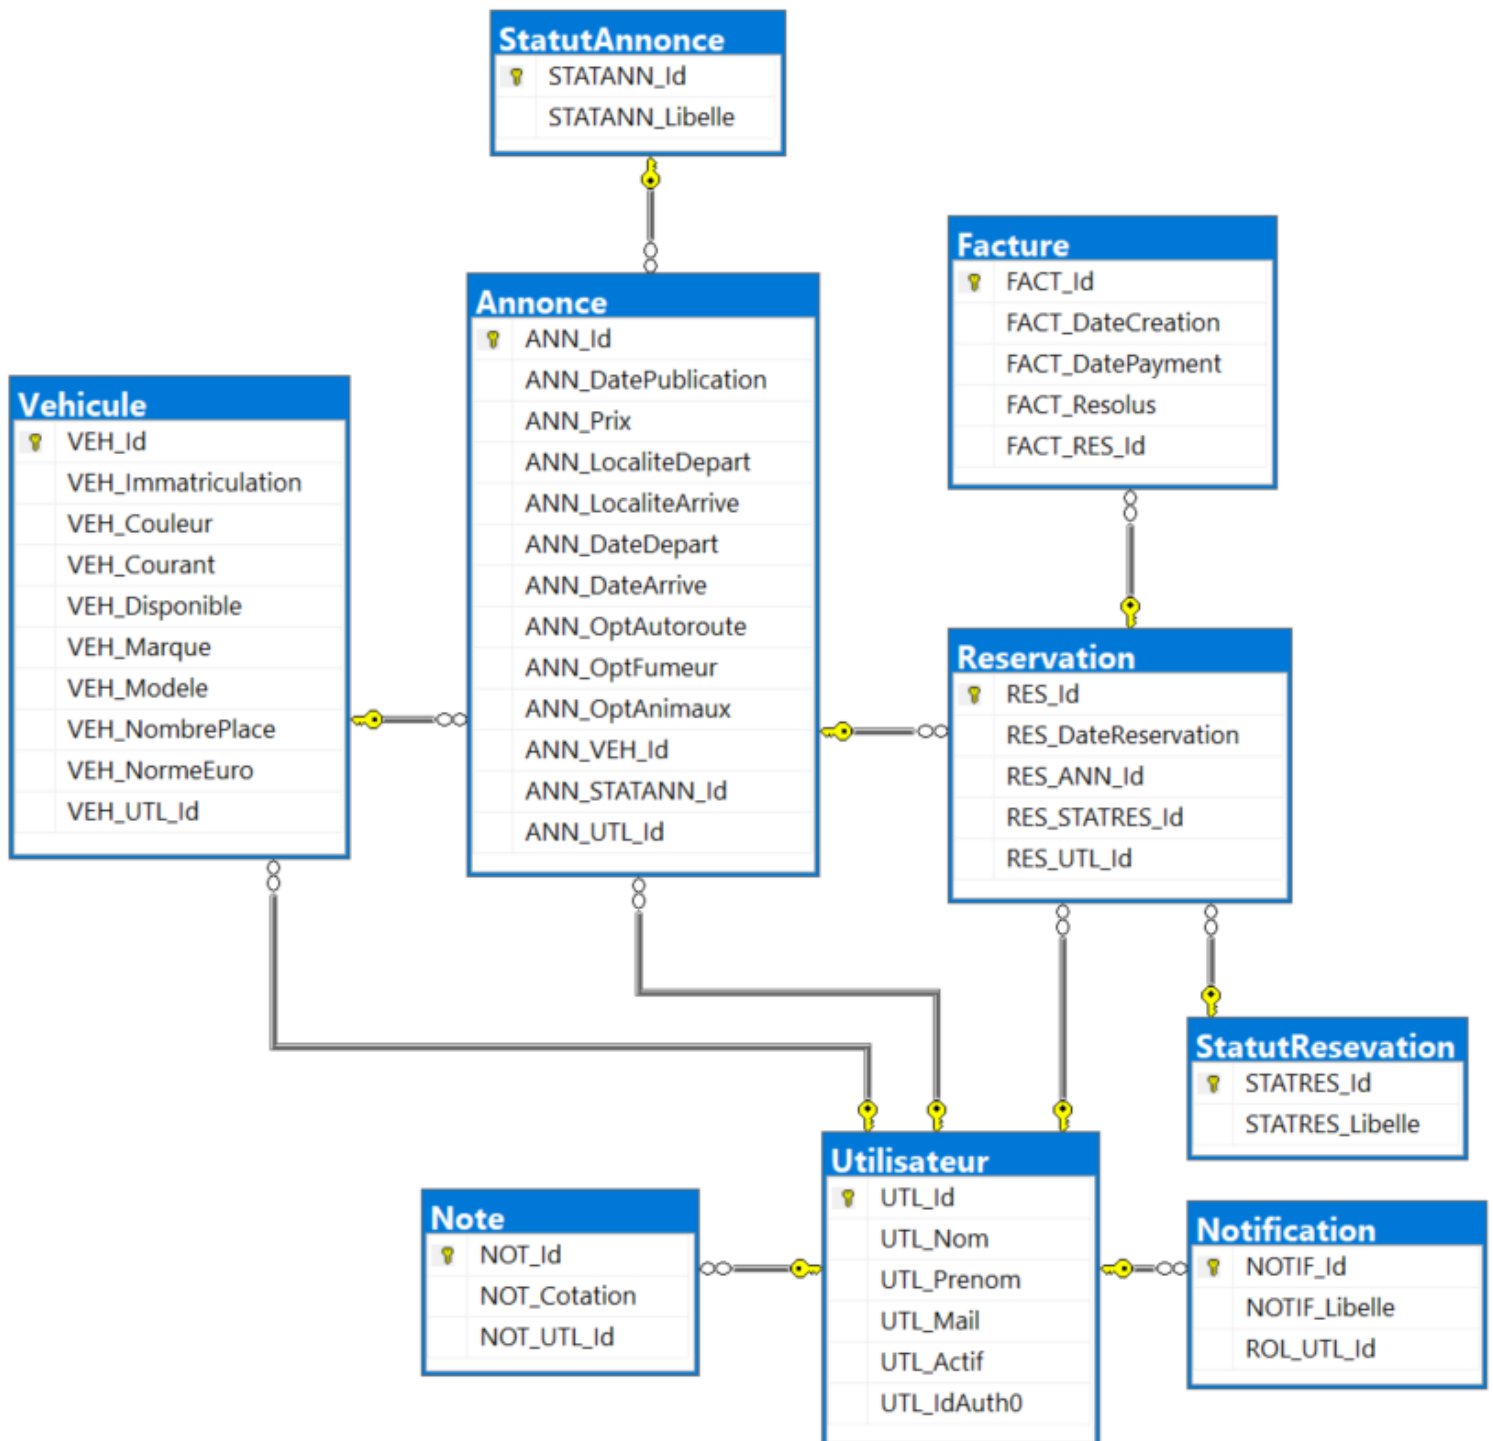 StatutAnnonce
STATANN_Id
STATANN_Libelle
Facture
FACT_Id
FACT_DateCreation
FACT_DatePayment
FACT_Resolus
FACT_RES_Id
Annonce
ANN_Id
ANN_DatePublication
ANN_Prix
ANN_LocaliteDepart
ANN_LocaliteArrive
ANN_DateDepart
ANN_DateArrive
ANN_OptAutoroute
ANN_OptFumeur
ANN_OptAnimaux
ANN_VEH_Id
ANN_STATANN_Id
ANN_UTL_Id
Vehicule
VEH_Id
VEH_Immatriculation
VEH_Couleur
VEH_Courant
VEH_Disponible
VEH_Marque
VEH_Modele
VEH_NombrePlace
VEH_NormeEuro
VEH_UTL_Id
Reservation
RES_Id
RES_DateReservation
RES_ANN_Id
RES_STATRES_Id
RES_UTL_Id
StatutResevation
STATRES_Id
STATRES_Libelle
Utilisateur
UTL_Id
UTL_Nom
UTL_Prenom
UTL_Mail
UTL_Actif
UTL_IdAuth0
Note
NOT_Id
NOT_Cotation
NOT_UTL_Id
Notification
NOTIF_Id
NOTIF_Libelle
ROL_UTL_Id